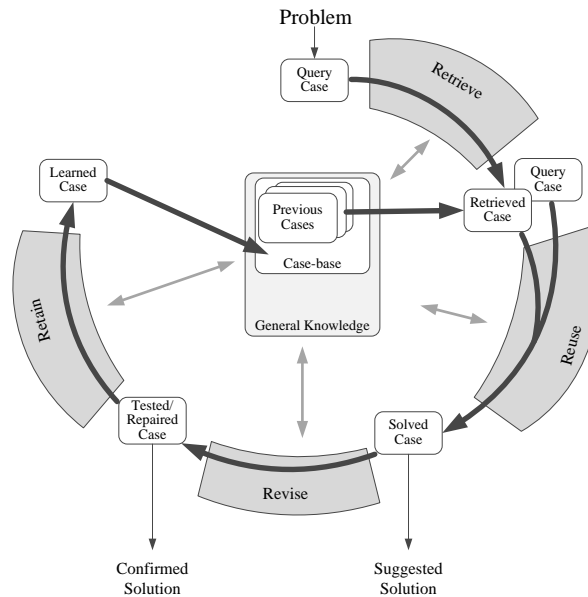 Problem
Query
Case
Retrieve
Learned
Case
Previous
Cases
Case-base
General Knowledge
Retrieved
Case
Query
Case
Retain
Reuse
Tested/
Repaired
Case
Solved
Case
Revise
Confirmed
Solution
Suggested
Solution